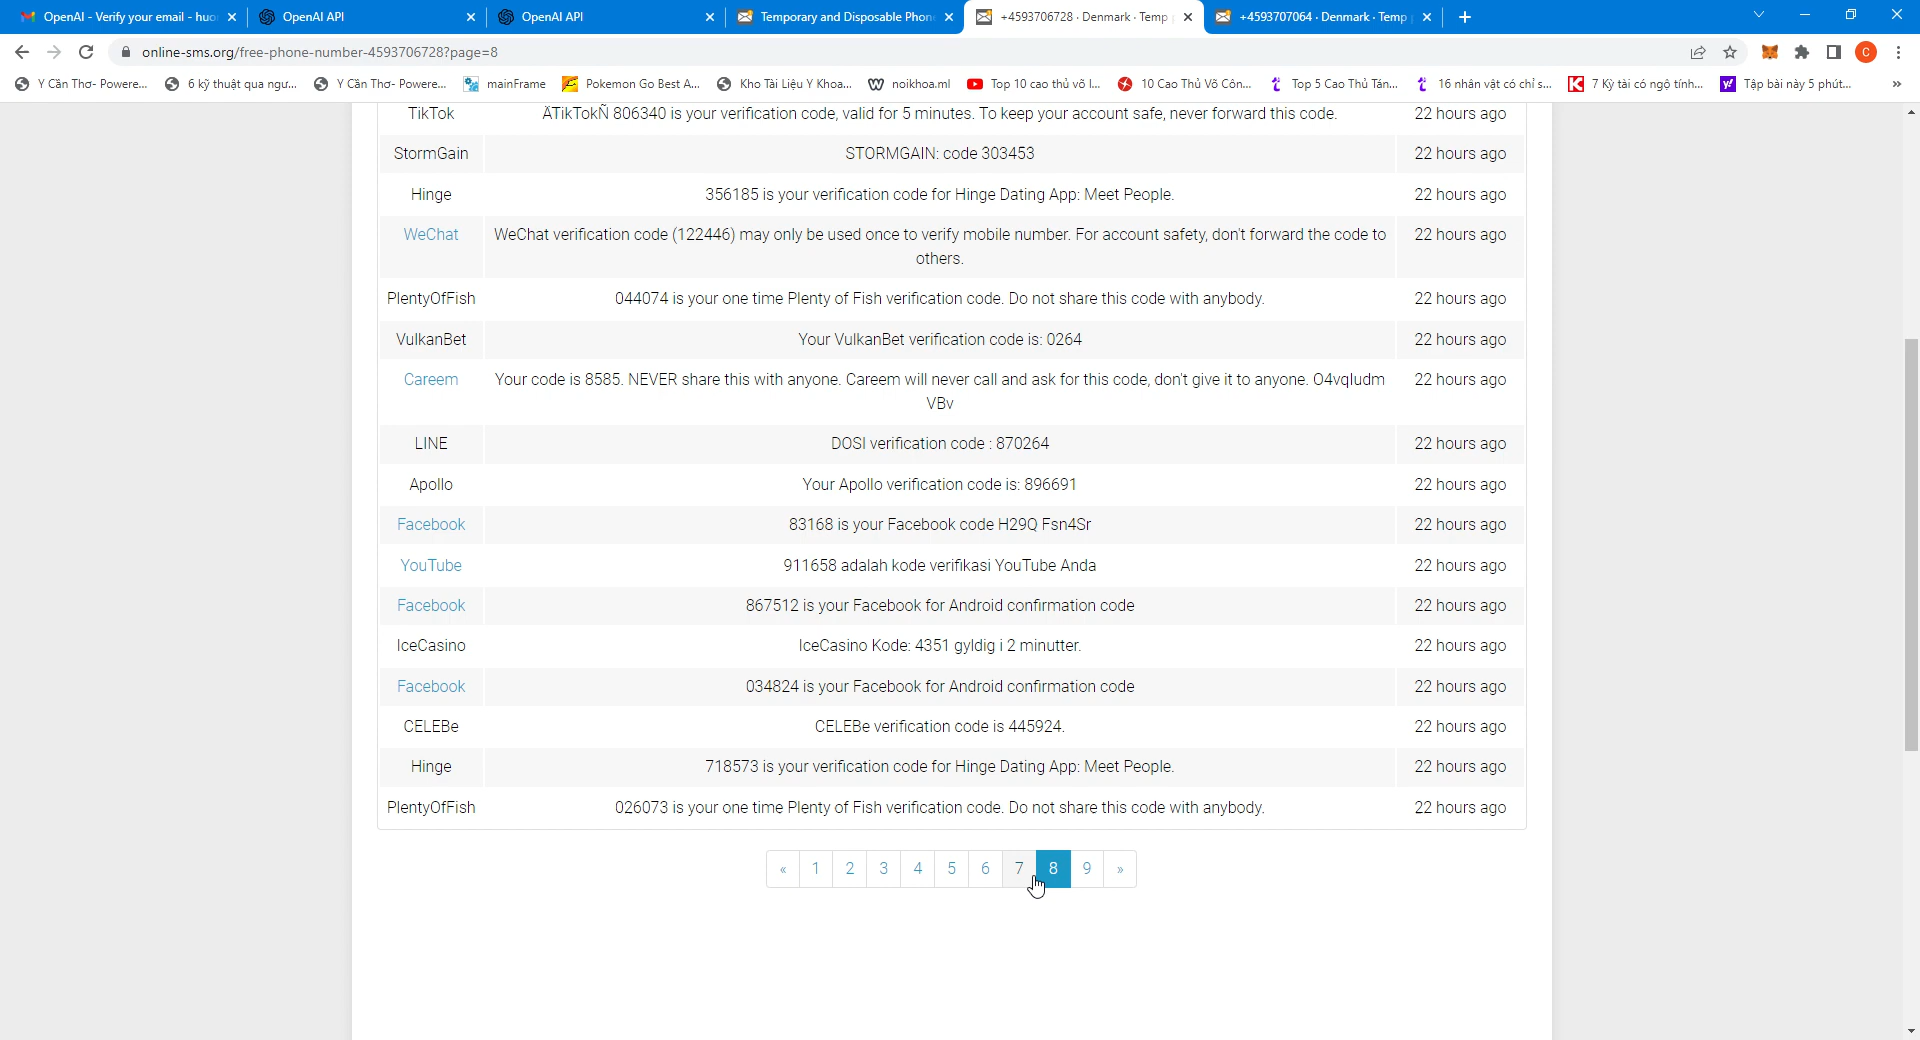 OpenAI - Verify your email - huo
OpenAI API
OpenAI API
Temporary and Disposable Phon
+4593706728 · Denmark · Temp
+4593707064 · Denmark · Temp
online-sms.org/free-phone-number-4593706728?page=8
C
Y Cần Thơ- Powere...
6 kỹ thuật qua ngư...
Y Cần Thơ- Powere...
mainFrame
Pokemon Go Best A...
Kho Tài Liệu Y Khoa...
noikhoa.ml
Top 10 cao thủ võ l...
10 Cao Thủ Võ Côn...
Top 5 Cao Thủ Tán...
16 nhân vật có chỉ s...
7 Kỳ tài có ngộ tính...
Tập bài này 5 phút...
»
TikTok ÄTikTokÑ 806340 is your verification code, valid for 5 minutes. To keep your account safe, never forward this code. 22 hours ago
StormGain STORMGAIN: code 303453 22 hours ago
Hinge 356185 is your verification code for Hinge Dating App: Meet People. 22 hours ago
WeChat WeChat verification code (122446) may only be used once to verify mobile number. For account safety, don't forward the code to 22 hours ago
others.
PlentyOfFish 044074 is your one time Plenty of Fish verification code. Do not share this code with anybody. 22 hours ago
VulkanBet Your VulkanBet verification code is: 0264 22 hours ago
Careem Your code is 8585. NEVER share this with anyone. Careem will never call and ask for this code, don't give it to anyone. O4vqludm 22 hours ago
VBv
LINE DOSI verification code : 870264 22 hours ago
Apollo Your Apollo verification code is: 896691 22 hours ago
Facebook 83168 is your Facebook code H29Q Fsn4Sr 22 hours ago
YouTube 911658 adalah kode verifikasi YouTube Anda 22 hours ago
Facebook 867512 is your Facebook for Android confirmation code 22 hours ago
IceCasino IceCasino Kode: 4351 gyldig i 2 minutter. 22 hours ago
Facebook 034824 is your Facebook for Android confirmation code 22 hours ago
CELEBe CELEBe verification code is 445924. 22 hours ago
Hinge 718573 is your verification code for Hinge Dating App: Meet People. 22 hours ago
PlentyOfFish 026073 is your one time Plenty of Fish verification code. Do not share this code with anybody. 22 hours ago
« 1 2 3 4 5 6 7 8 9 »